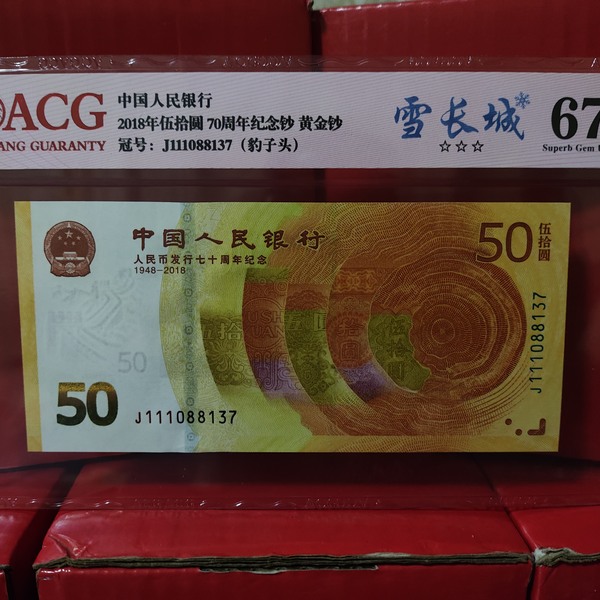 ACG
ANG GUARANTY
中国人民银行
2018年伍拾圆 70周年纪念钞 黄金钞
冠号：J111088137（豹子头）
雪长城
☆☆☆
67
Superb Gem
中国人民银行
人民币发行七十周年纪念
1948-2018
50
伍拾圆
J111088137
50
50
J111088137